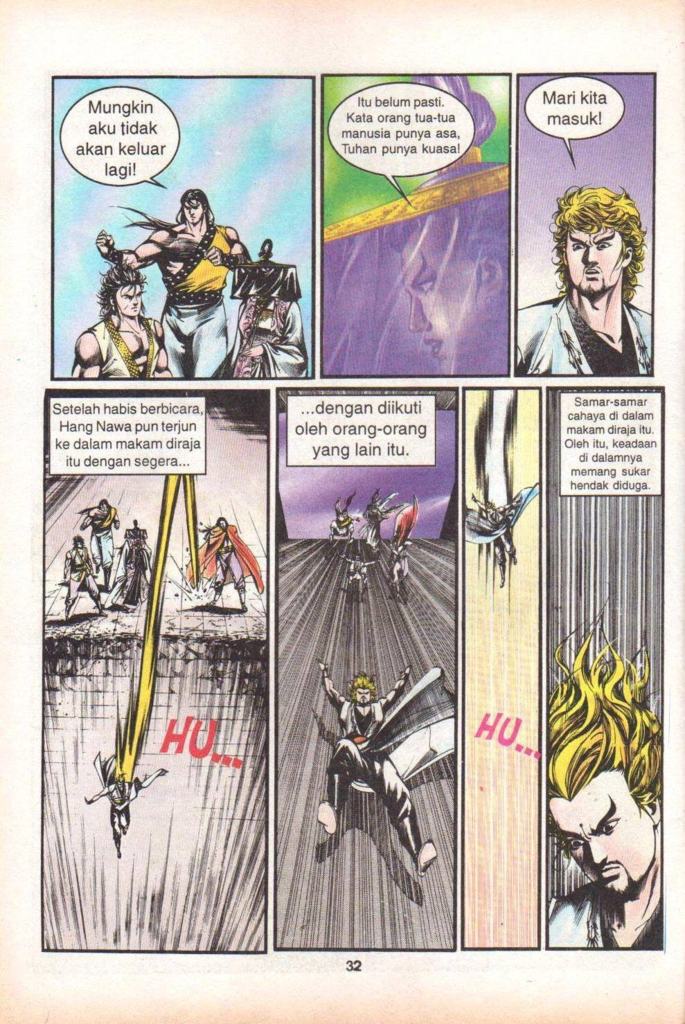 Mungkin
aku tidak
akan keluar
lagi!
Itu belum pasti.
Kata orang tua-tua
manusia punya asa,
Tuhan punya kuasa!
Mari kita
masuk!
Setelah habis berbicara,
Hang Nawa pun terjun
ke dalam makam diraja
itu dengan segera...
HU...
...dengan diikuti
oleh orang-orang
yang lain itu.
HU...
Samar-samar
cahaya di dalam
makam diraja itu.
Oleh itu, keadaan
di dalamnya
memang sukar
hendak diduga.
32